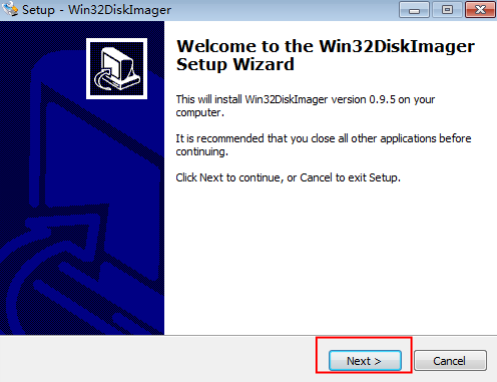 Setup - Win32DiskImager
Welcome to the Win32DiskImager
Setup Wizard
This will install Win32DiskImager version 0.9.5 on your
computer.
It is recommended that you close all other applications before
continuing.
Click Next to continue, or Cancel to exit Setup.
Next >
Cancel